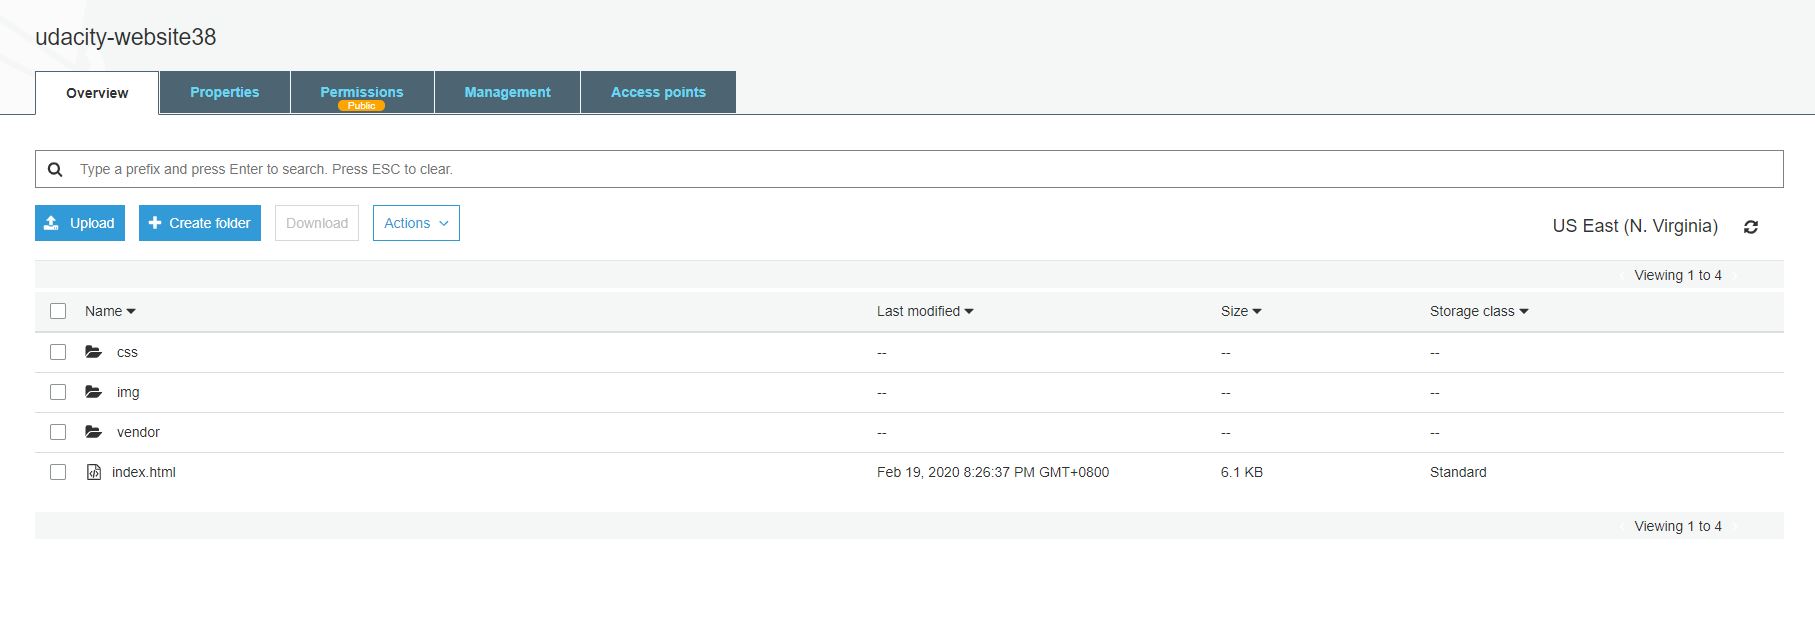 udacity-website38
Overview Properties Permissions Management Access points
Public
Type a prefix and press Enter to search. Press ESC to clear.
Upload Create folder Download Actions US East (N. Virginia)
Viewing 1 to 4
Name Last modified Size Storage class
css -- -- --
img -- -- --
vendor -- -- --
index.html Feb 19, 2020 8:26:37 PM GMT+0800 6.1 KB Standard
Viewing 1 to 4